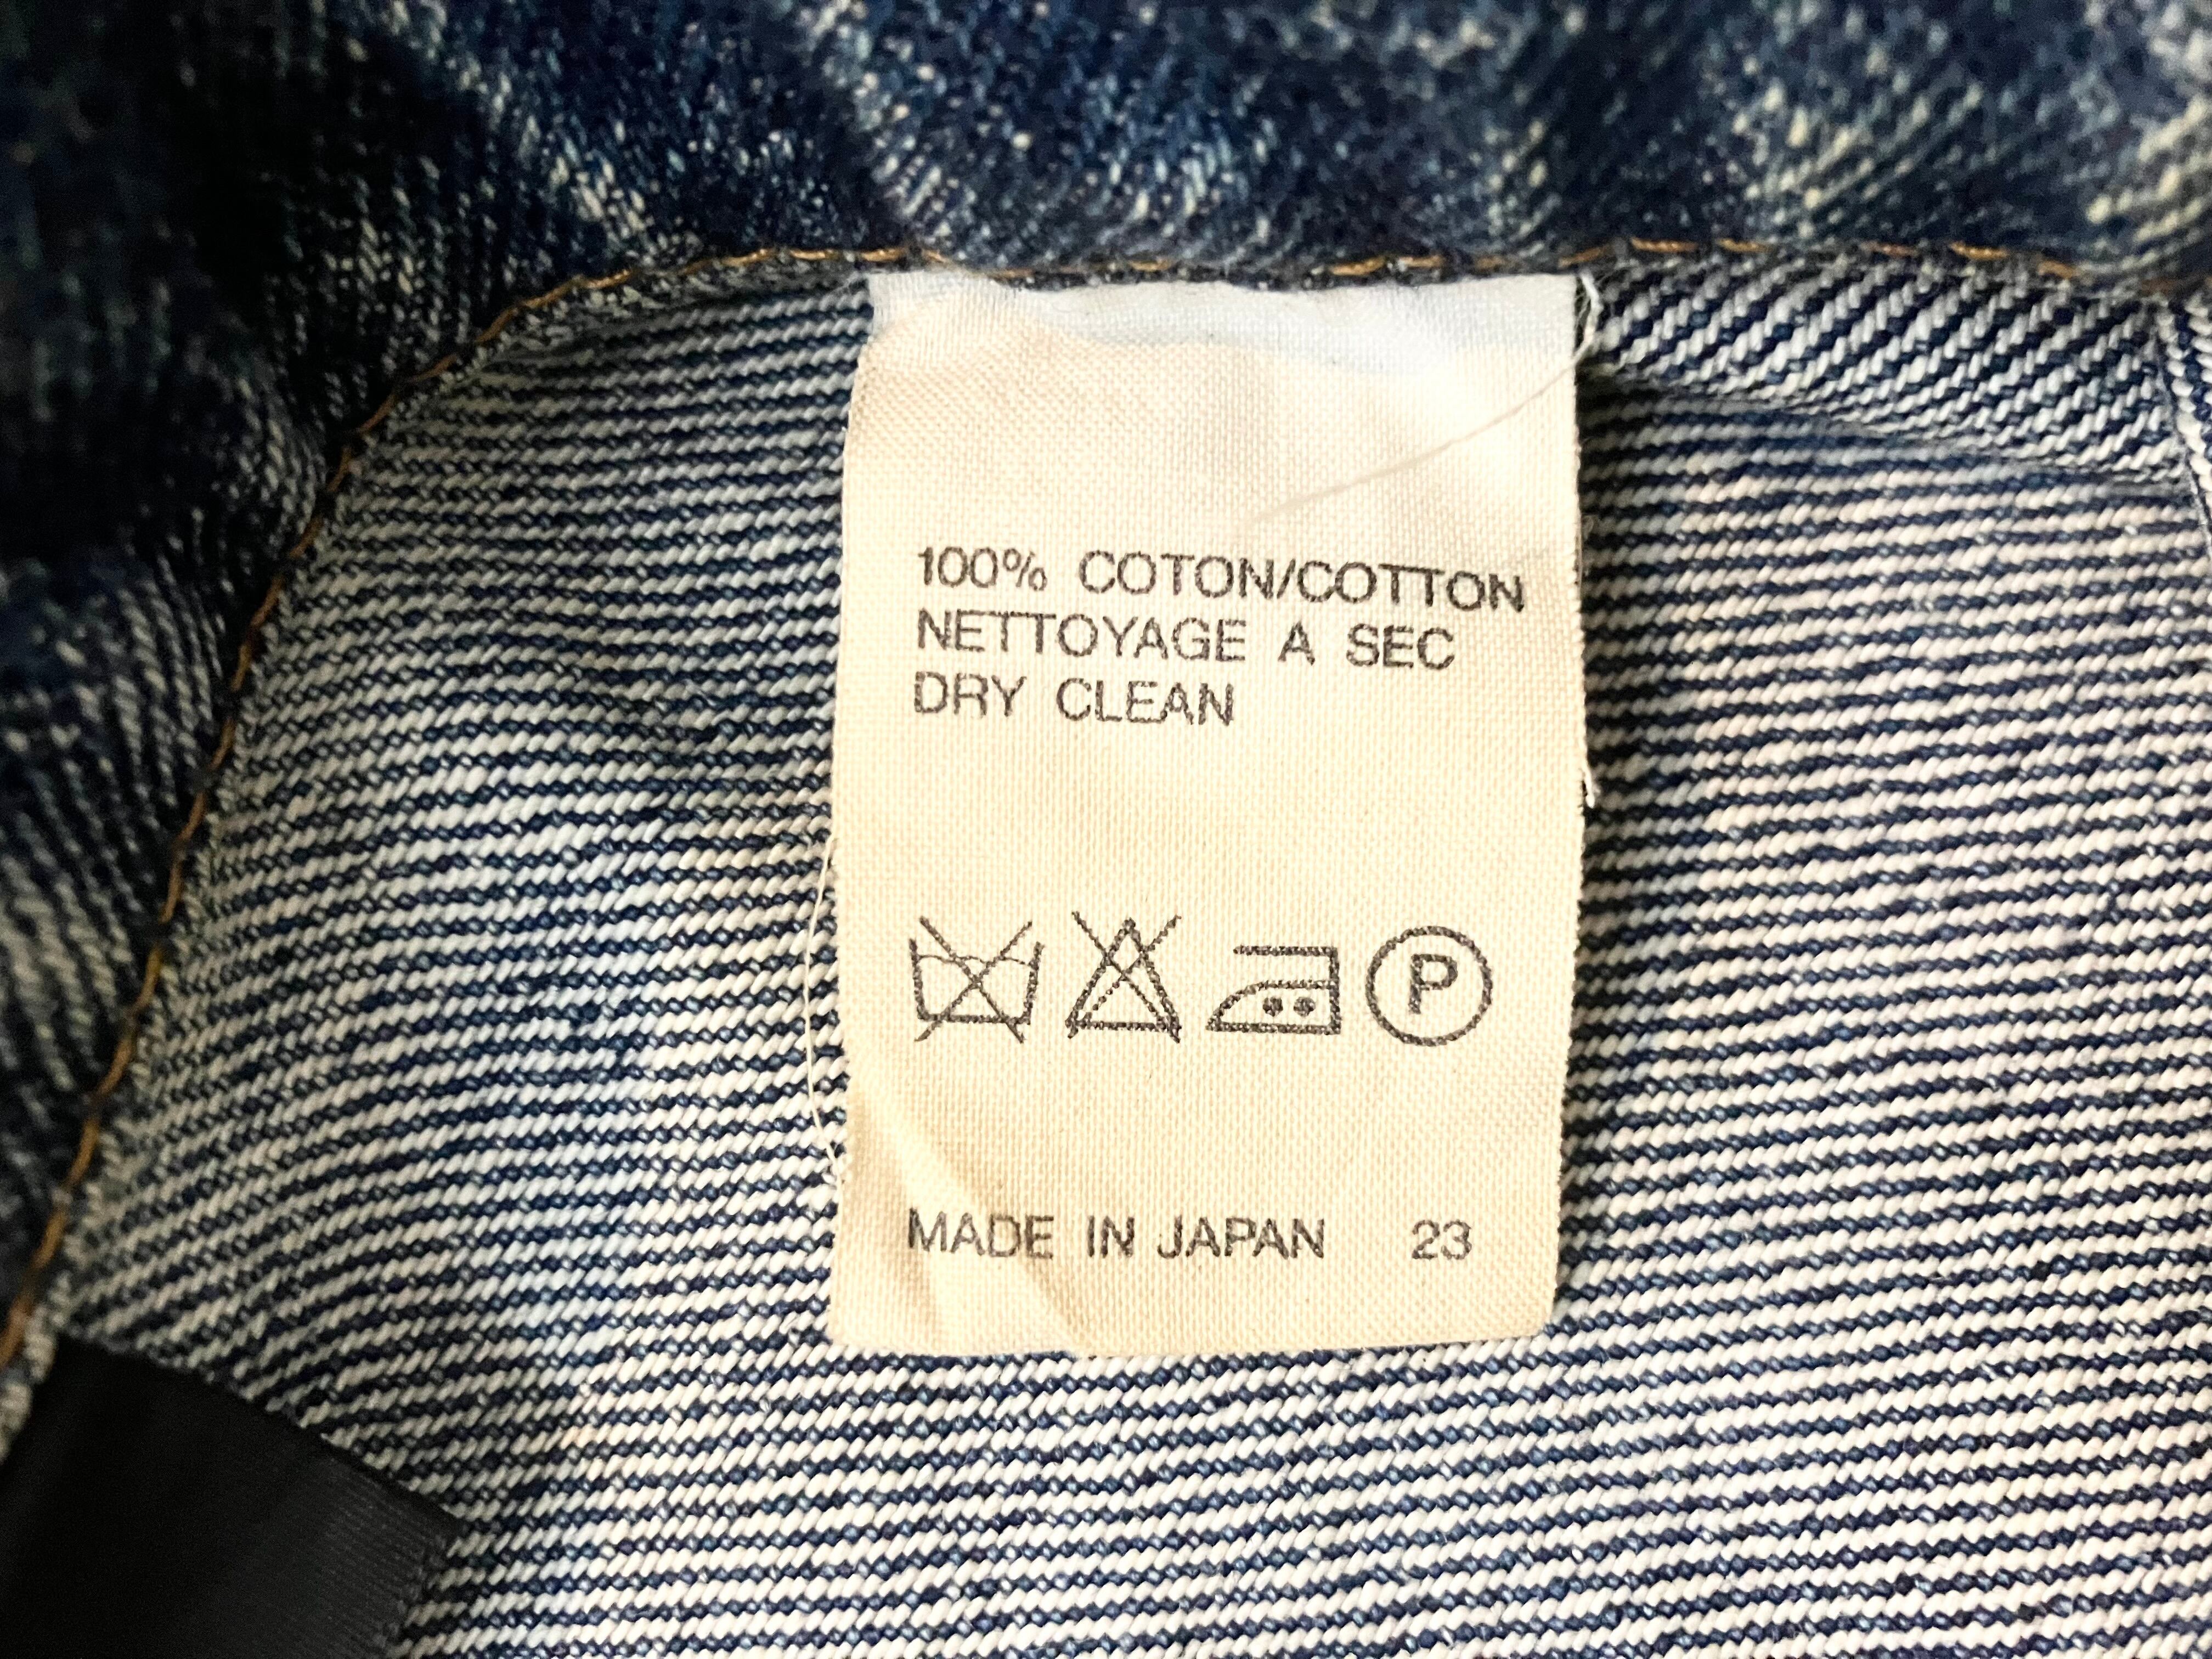 100% COTON/COTTON
NETTOYAGE A SEC
DRY CLEAN
P
MADE IN JAPAN 23